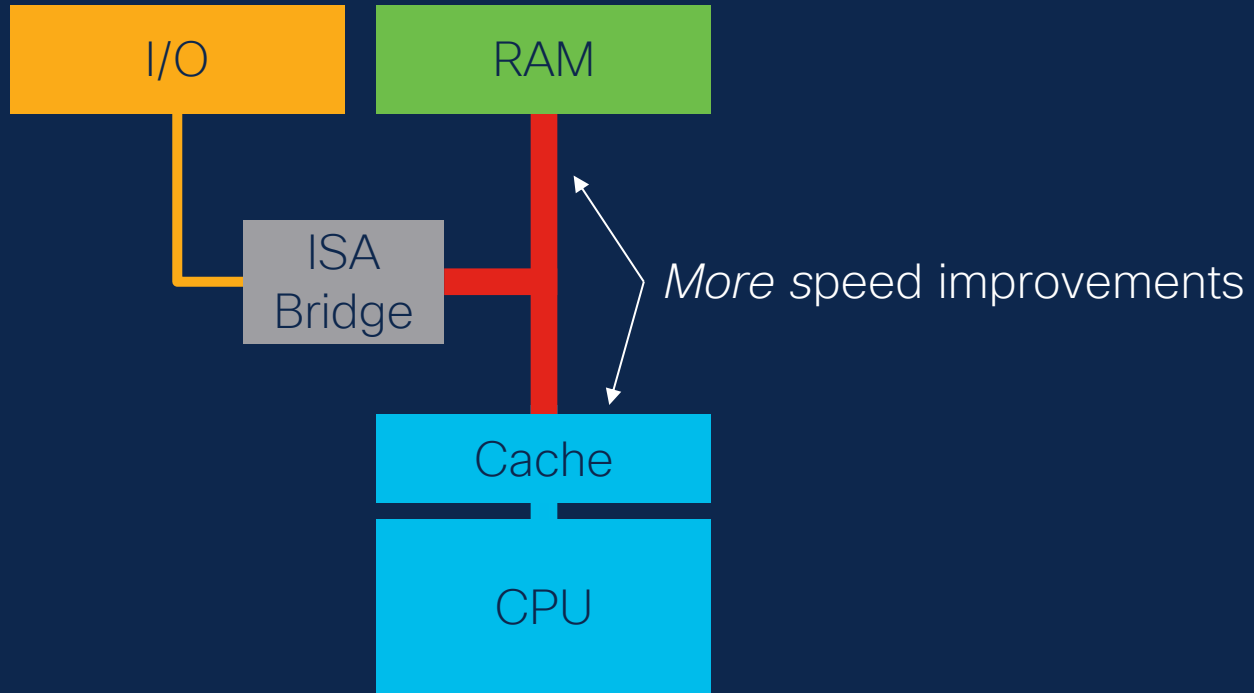 I/O
RAM
ISA
Bridge
More speed improvements
Cache
CPU